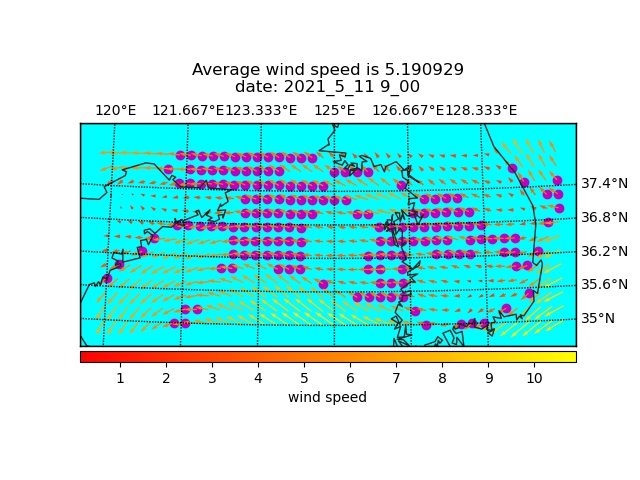 Average wind speed is 5.190929
date: 2021_5_11 9_00
120°E 121.667°E 123.333°E 125°E 126.667°E 128.333°E
37.4°N
36.8°N
36.2°N
35.6°N
35°N
1 2 3 4 5 6 7 8 9 10
wind speed